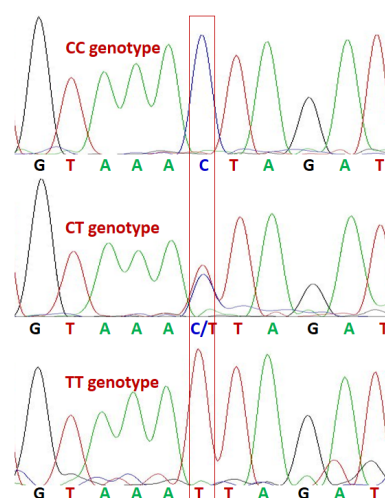 CC genotype
G T A A A C T A G A T
CT genotype
G T A A A C/T T A G A T
TT genotype
G T A A A T T A G A T